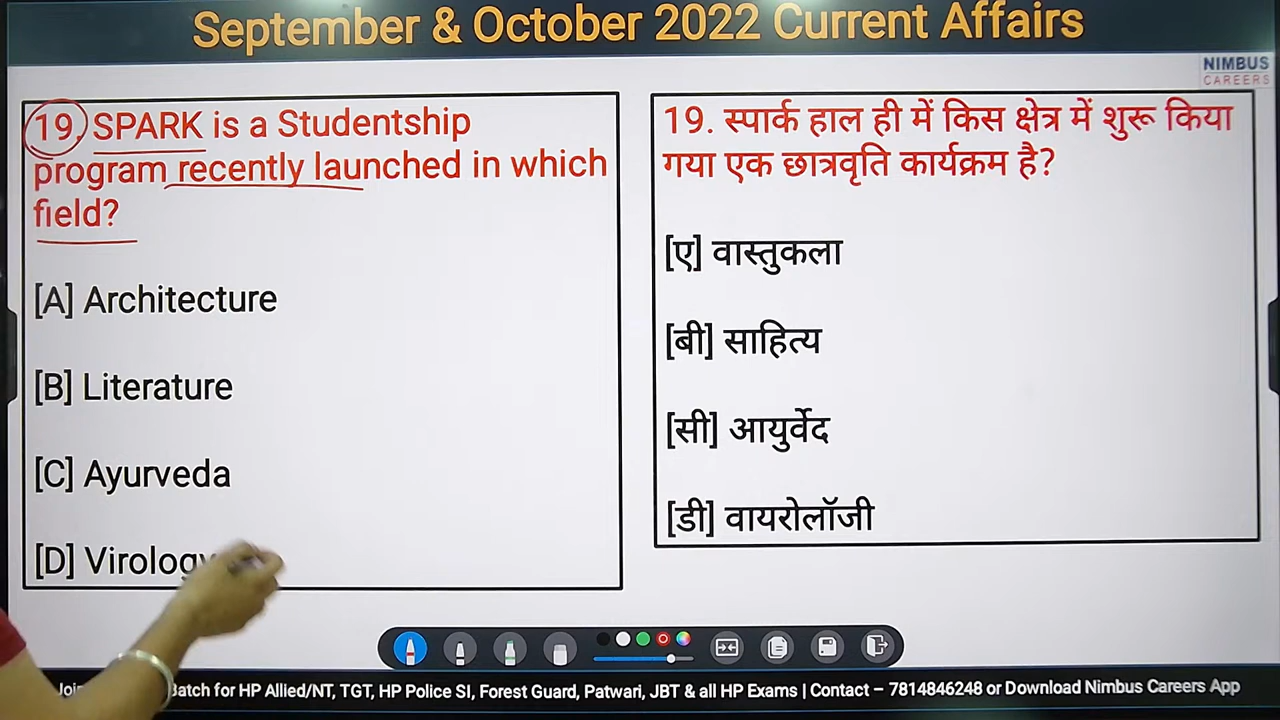 September & October 2022 Current Affairs
NIMBUS
CAREERS
19. SPARK is a Studentship
program recently launched in which
field?
[A] Architecture
[B] Literature
[C] Ayurveda
[D] Virology
19. स्पार्क हाल ही में किस क्षेत्र में शुरू किया
गया एक छात्रवृति कार्यक्रम है?
[ए] वास्तुकला
[बी] साहित्य
[सी] आयुर्वेद
[डी] वायरोलॉजी
Batch for HP Allied/NT, TGT, HP Police SI, Forest Guard, Patwari, JBT & all HP Exams | Contact – 7814846248 or Download Nimbus Careers App